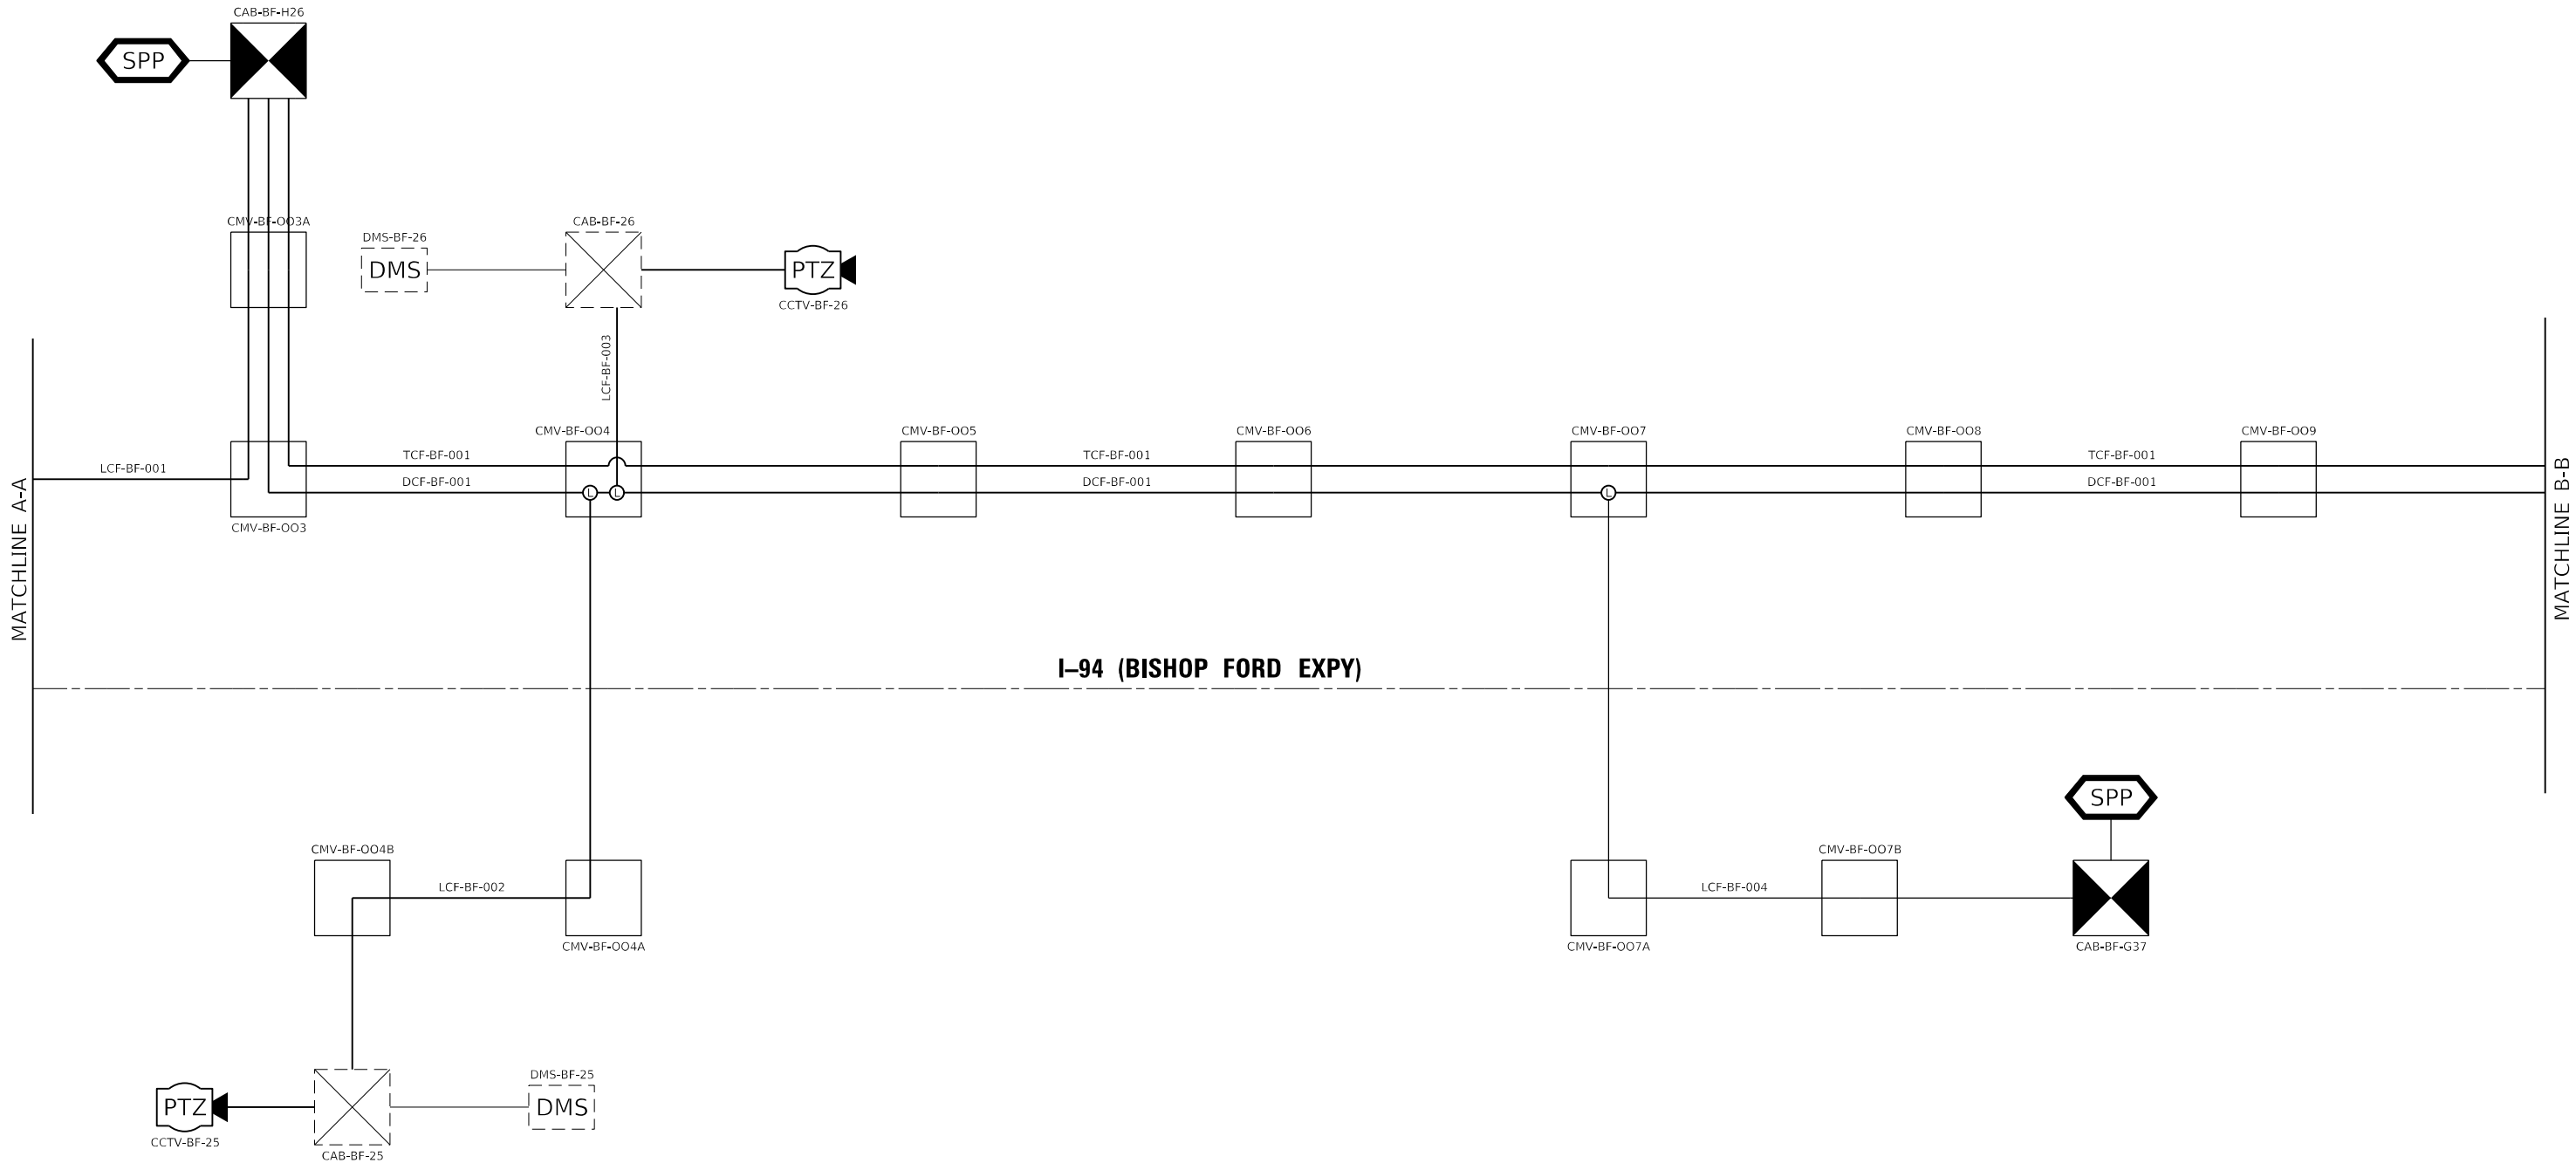 CAB-BF-H26
SPP
CMV-BF-OO3A
CAB-BF-26
DMS-BF-26
DMS
PTZ
CCTV-BF-26
LCF-BF-003
CMV-BF-OO4
CMV-BF-OO5
CMV-BF-OO6
CMV-BF-OO7
CMV-BF-OO8
CMV-BF-OO9
TCF-BF-001
TCF-BF-001
TCF-BF-001
LCF-BF-001
DCF-BF-001
DCF-BF-001
DCF-BF-001
L
L
L
CMV-BF-OO3
MATCHLINE A-A
MATCHLINE B-B
I–94 (BISHOP FORD EXPY)
SPP
CMV-BF-OO4B
CMV-BF-OO7B
LCF-BF-002
LCF-BF-004
CMV-BF-OO4A
CMV-BF-OO7A
CAB-BF-G37
DMS-BF-25
PTZ
DMS
CCTV-BF-25
CAB-BF-25